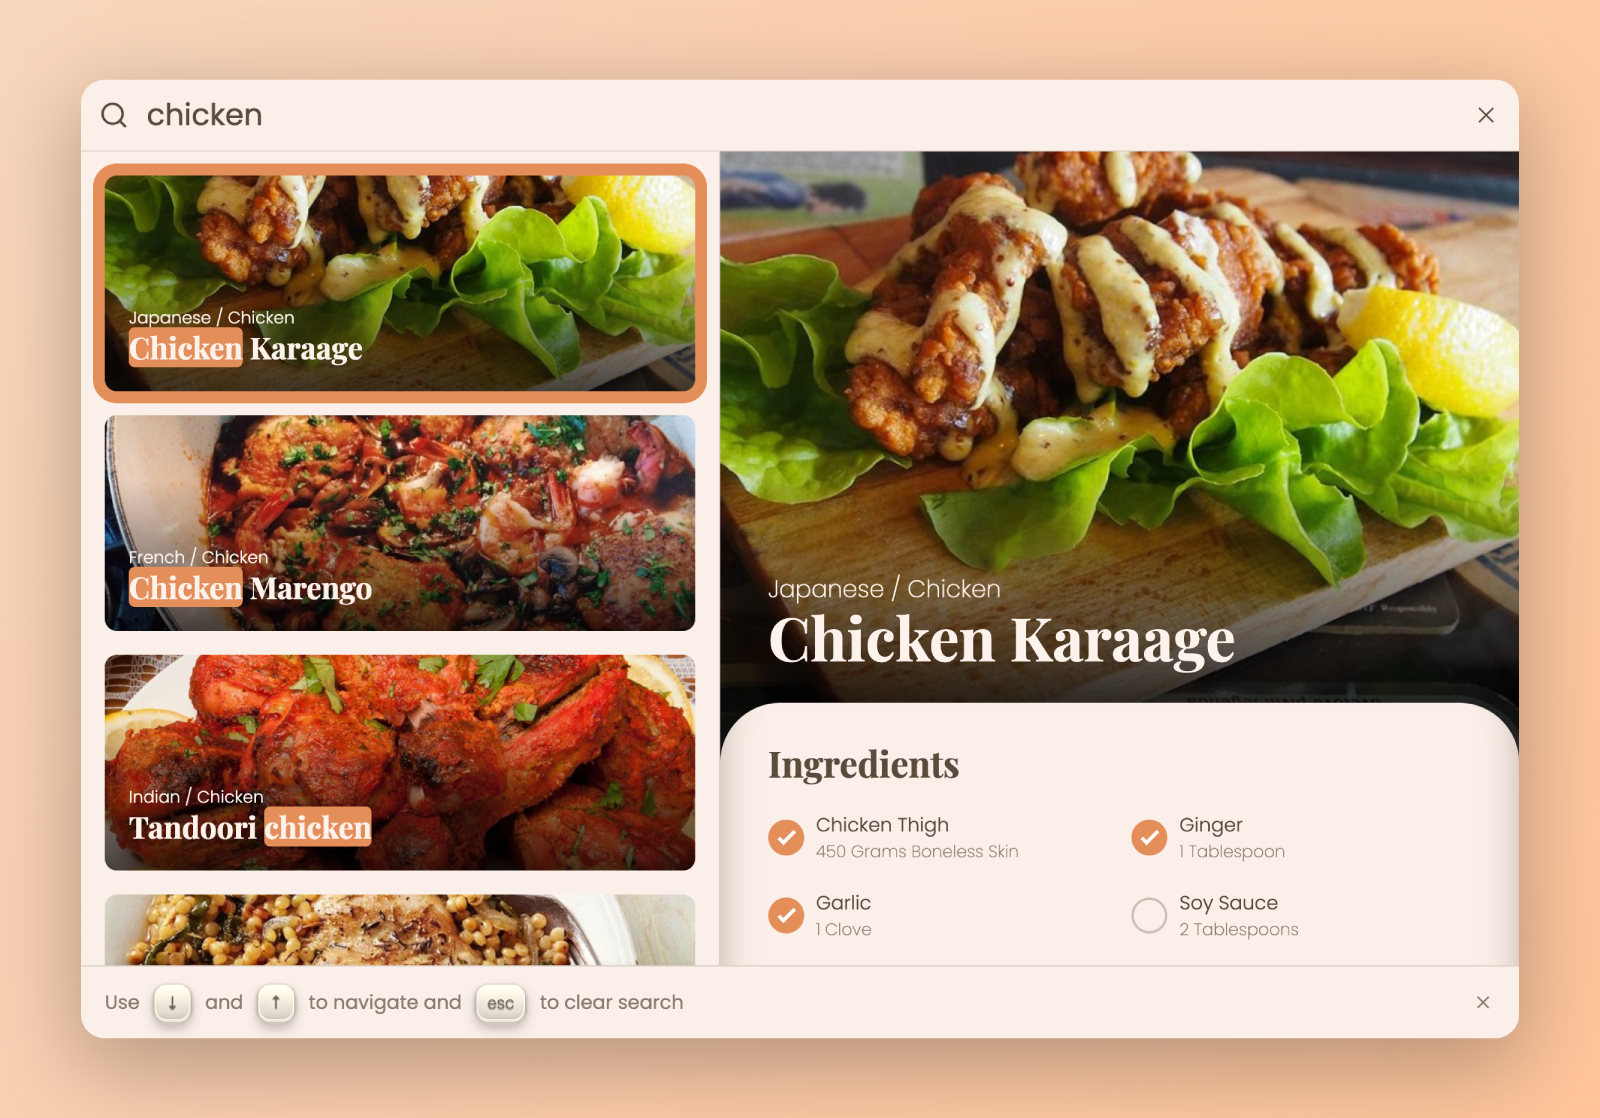 chicken
Japanese / Chicken
Chicken Karaage
French / Chicken
Chicken Marengo
Indian / Chicken
Tandoori chicken
Japanese / Chicken
Chicken Karaage
Ingredients
Chicken Thigh
450 Grams Boneless Skin
Ginger
1 Tablespoon
Garlic
1 Clove
Soy Sauce
2 Tablespoons
Use ↓ and ↑ to navigate and esc to clear search